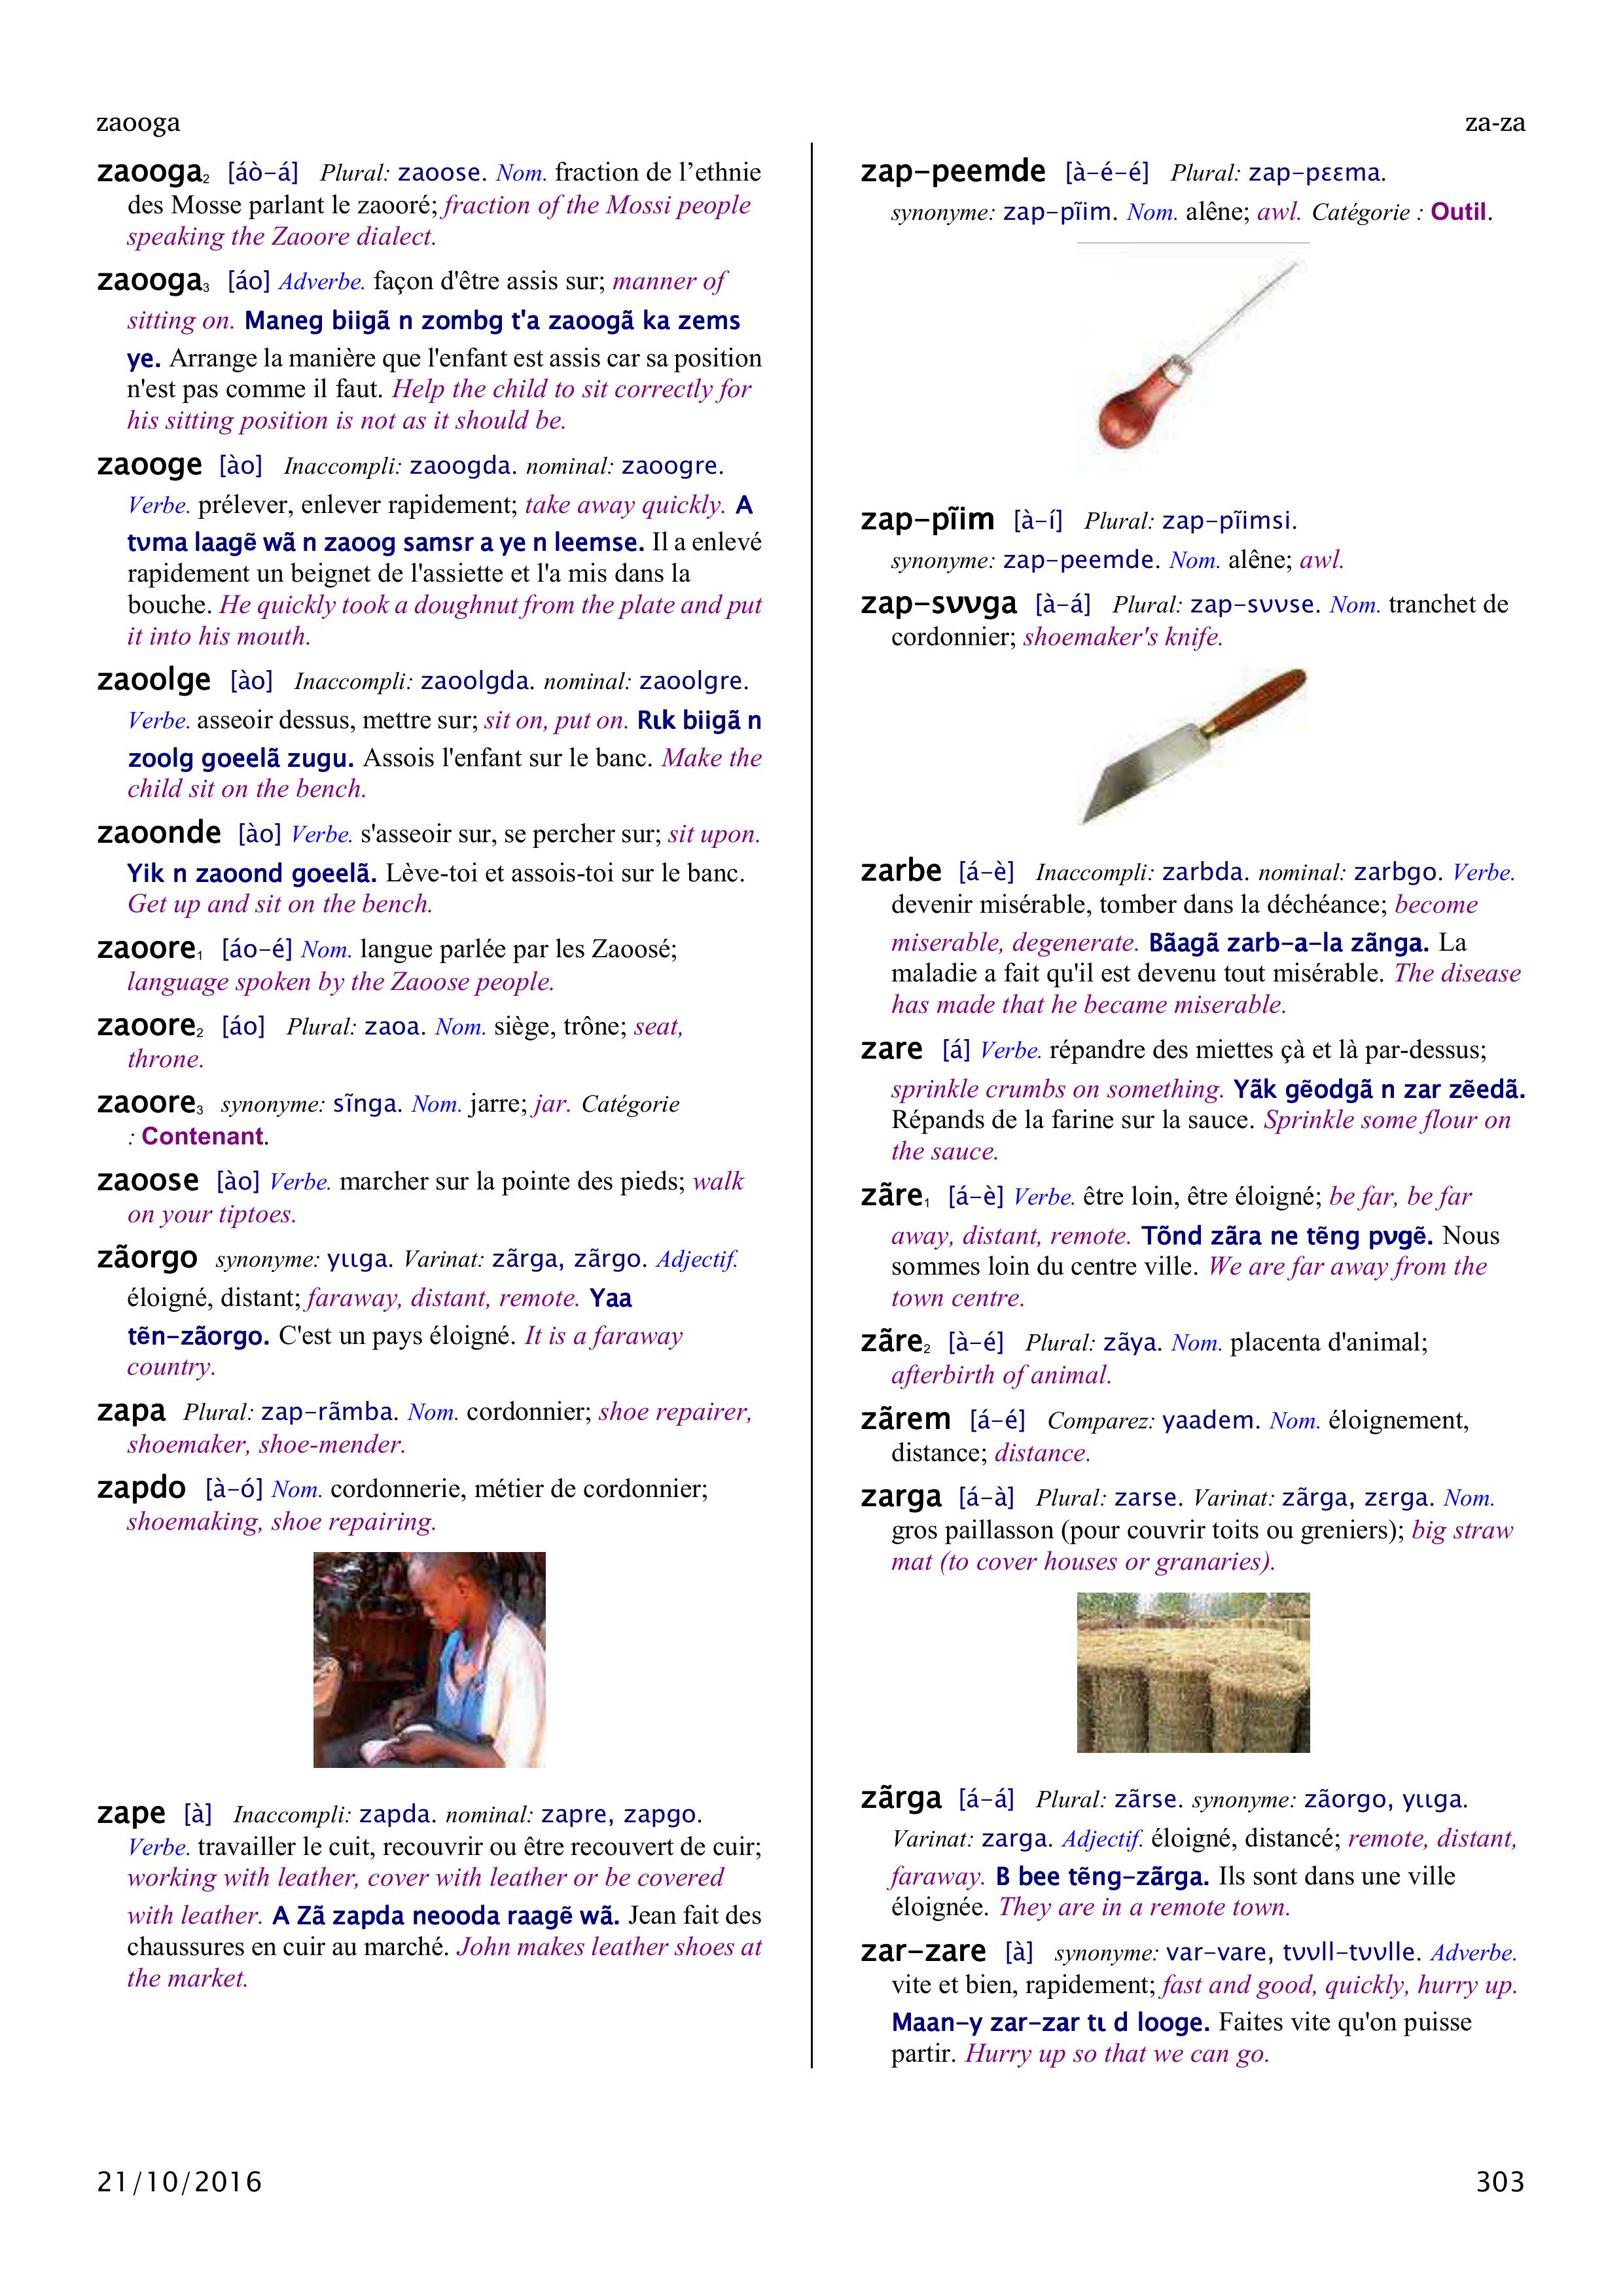 zaooga
za-za
zaooga₂ [áò-á] Plural: zaoose. Nom. fraction de l’ethnie
des Mosse parlant le zaooré; fraction of the Mossi people
speaking the Zaoore dialect.
zaooga₃ [áo] Adverbe. façon d'être assis sur; manner of
sitting on. Maneg biigã n zombg t'a zaoogã ka zems
ye. Arrange la manière que l'enfant est assis car sa position
n'est pas comme il faut. Help the child to sit correctly for
his sitting position is not as it should be.
zaooge [ào] Inaccompli: zaoogda. nominal: zaoogre.
Verbe. prélever, enlever rapidement; take away quickly. A
tʋma laagẽ wã n zaoog samsr a ye n leemse. Il a enlevé
rapidement un beignet de l'assiette et l'a mis dans la
bouche. He quickly took a doughnut from the plate and put
it into his mouth.
zaoolge [ào] Inaccompli: zaoolgda. nominal: zaoolgre.
Verbe. asseoir dessus, mettre sur; sit on, put on. Rɩk biigã n
zoolg goeelã zugu. Assois l'enfant sur le banc. Make the
child sit on the bench.
zaoonde [ào] Verbe. s'asseoir sur, se percher sur; sit upon.
Yik n zaoond goeelã. Lève-toi et assois-toi sur le banc.
Get up and sit on the bench.
zaoore₁ [áo-é] Nom. langue parlée par les Zaoosé;
language spoken by the Zaoose people.
zaoore₂ [áo] Plural: zaoa. Nom. siège, trône; seat,
throne.
zaoore₃ synonyme: sĩnga. Nom. jarre; jar. Catégorie
: Contenant.
zaoose [ào] Verbe. marcher sur la pointe des pieds; walk
on your tiptoes.
zãorgo synonyme: yɩɩga. Varinat: zãrga, zãrgo. Adjectif.
éloigné, distant; faraway, distant, remote. Yaa
tẽn-zãorgo. C'est un pays éloigné. It is a faraway
country.
zapa Plural: zap-rãmba. Nom. cordonnier; shoe repairer,
shoemaker, shoe-mender.
zapdo [à-ó] Nom. cordonnerie, métier de cordonnier;
shoemaking, shoe repairing.
zape [à] Inaccompli: zapda. nominal: zapre, zapgo.
Verbe. travailler le cuit, recouvrir ou être recouvert de cuir;
working with leather, cover with leather or be covered
with leather. A Zã zapda neooda raagẽ wã. Jean fait des
chaussures en cuir au marché. John makes leather shoes at
the market.
zap-peemde [à-é-é] Plural: zap-pɛɛma.
synonyme: zap-pĩim. Nom. alêne; awl. Catégorie : Outil.
zap-pĩim [à-í] Plural: zap-pĩimsi.
synonyme: zap-peemde. Nom. alêne; awl.
zap-sʋʋga [à-á] Plural: zap-sʋʋse. Nom. tranchet de
cordonnier; shoemaker's knife.
zarbe [á-è] Inaccompli: zarbda. nominal: zarbgo. Verbe.
devenir misérable, tomber dans la déchéance; become
miserable, degenerate. Bãagã zarb-a-la zãnga. La
maladie a fait qu'il est devenu tout misérable. The disease
has made that he became miserable.
zare [á] Verbe. répandre des miettes çà et là par-dessus;
sprinkle crumbs on something. Yãk gẽodgã n zar zẽedã.
Répands de la farine sur la sauce. Sprinkle some flour on
the sauce.
zãre₁ [á-è] Verbe. être loin, être éloigné; be far, be far
away, distant, remote. Tõnd zãra ne tẽng pʋgẽ. Nous
sommes loin du centre ville. We are far away from the
town centre.
zãre₂ [à-é] Plural: zãya. Nom. placenta d'animal;
afterbirth of animal.
zãrem [á-é] Comparez: yaadem. Nom. éloignement,
distance; distance.
zarga [á-à] Plural: zarse. Varinat: zãrga, zɛrga. Nom.
gros paillasson (pour couvrir toits ou greniers); big straw
mat (to cover houses or granaries).
zãrga [á-á] Plural: zãrse. synonyme: zãorgo, yɩɩga.
Varinat: zarga. Adjectif. éloigné, distancé; remote, distant,
faraway. B bee tẽng-zãrga. Ils sont dans une ville
éloignée. They are in a remote town.
zar-zare [à] synonyme: var-vare, tʋʋll-tʋʋlle. Adverbe.
vite et bien, rapidement; fast and good, quickly, hurry up.
Maan-y zar-zar tɩ d looge. Faites vite qu'on puisse
partir. Hurry up so that we can go.
21/10/2016
303